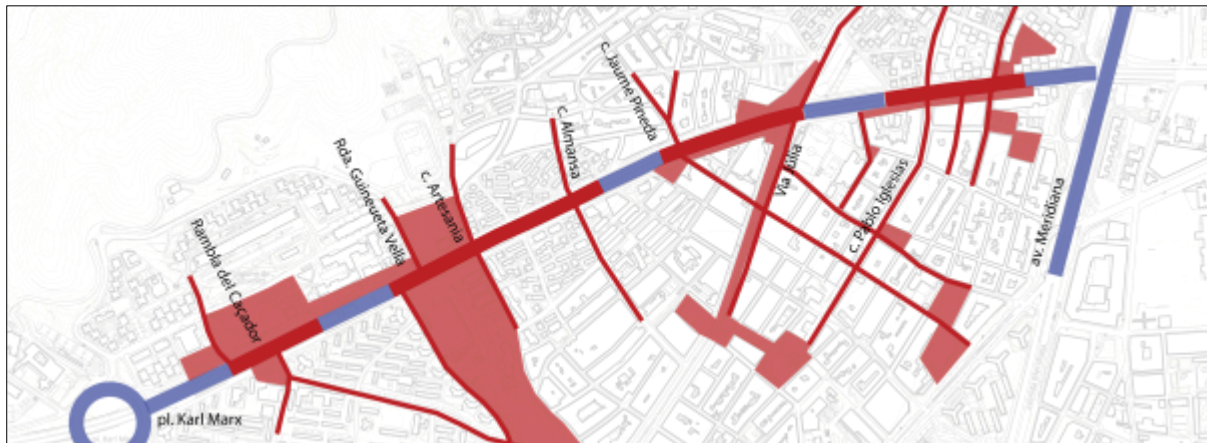 Rambla del Caçador
Rda. Guineueta Vella
c. Artesania
c. Almansa
c. Jaume Pineda
Via Júlia
c. Pablo Iglesias
av. Meridiana
pl. Karl Marx